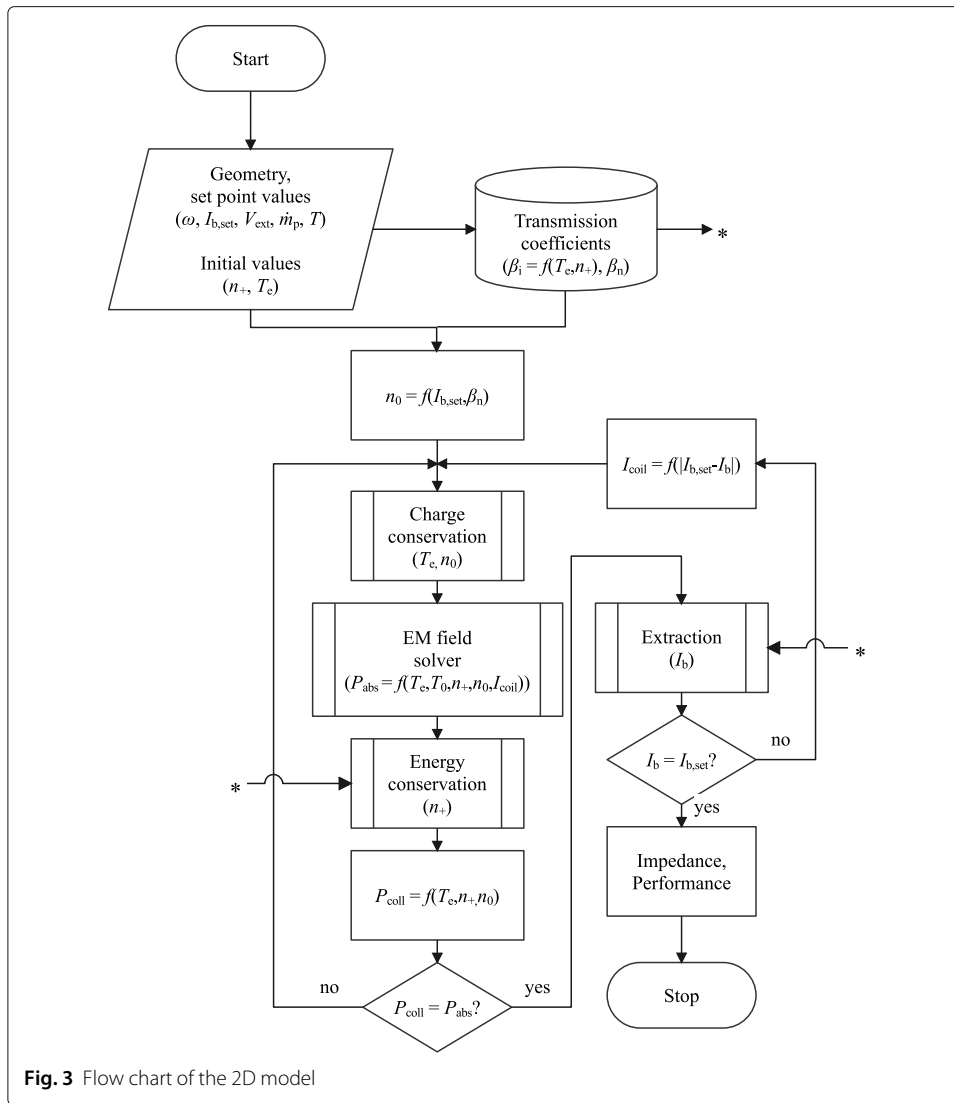 Start
Geometry,
set point values
(ω, I_b,set, V_ext, ṁ_p, T)
Initial values
(n_+, T_e)
Transmission
coefficients
(β_i = f(T_e,n_+), β_n)
*
n_0 = f(I_b,set,β_n)
I_coil = f(|I_b,set-I_b|)
Charge
conservation
(T_e, n_0)
EM field
solver
(P_abs = f(T_e,T_0,n_+,n_0,I_coil))
Extraction
(I_b)
*
Energy
conservation
(n_+)
*
I_b = I_b,set?
no
yes
P_coll = f(T_e,n_+,n_0)
Impedance,
Performance
P_coll = P_abs?
no
yes
Stop
Fig. 3 Flow chart of the 2D model